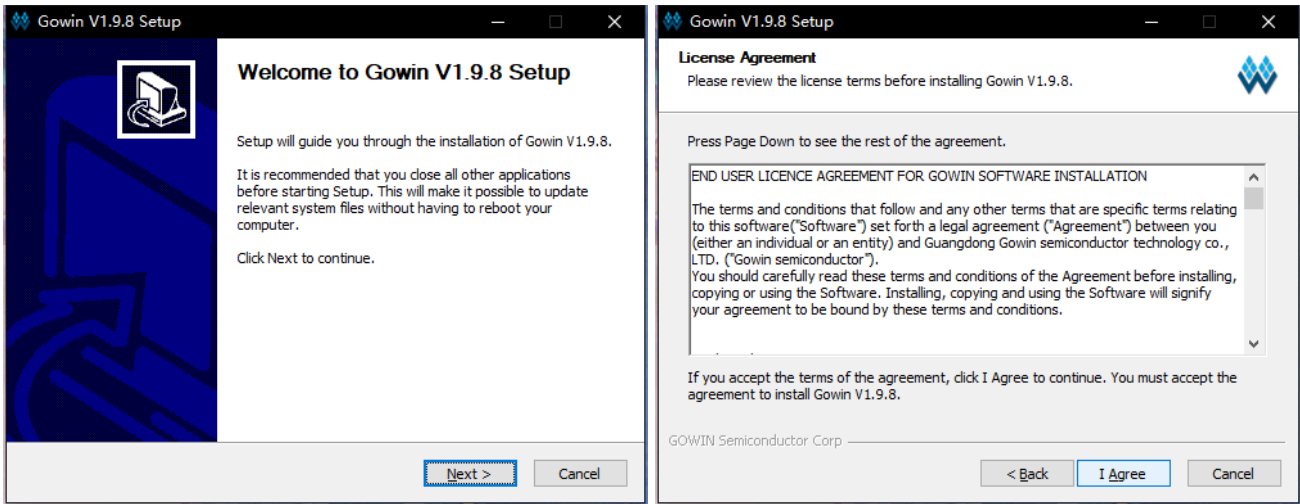 Gowin V1.9.8 Setup
Welcome to Gowin V1.9.8 Setup
Setup will guide you through the installation of Gowin V1.9.8.
It is recommended that you close all other applications
before starting Setup. This will make it possible to update
relevant system files without having to reboot your
computer.
Click Next to continue.
Next >
Cancel
Gowin V1.9.8 Setup
License Agreement
Please review the license terms before installing Gowin V1.9.8.
Press Page Down to see the rest of the agreement.
END USER LICENCE AGREEMENT FOR GOWIN SOFTWARE INSTALLATION
The terms and conditions that follow and any other terms that are specific terms relating
to this software("Software") set forth a legal agreement ("Agreement") between you
(either an individual or an entity) and Guangdong Gowin semiconductor technology co.,
LTD. ("Gowin semiconductor").
You should carefully read these terms and conditions of the Agreement before installing,
copying or using the Software. Installing, copying and using the Software will signify
your agreement to be bound by these terms and conditions.
If you accept the terms of the agreement, click I Agree to continue. You must accept the
agreement to install Gowin V1.9.8.
GOWIN Semiconductor Corp
< Back
I Agree
Cancel